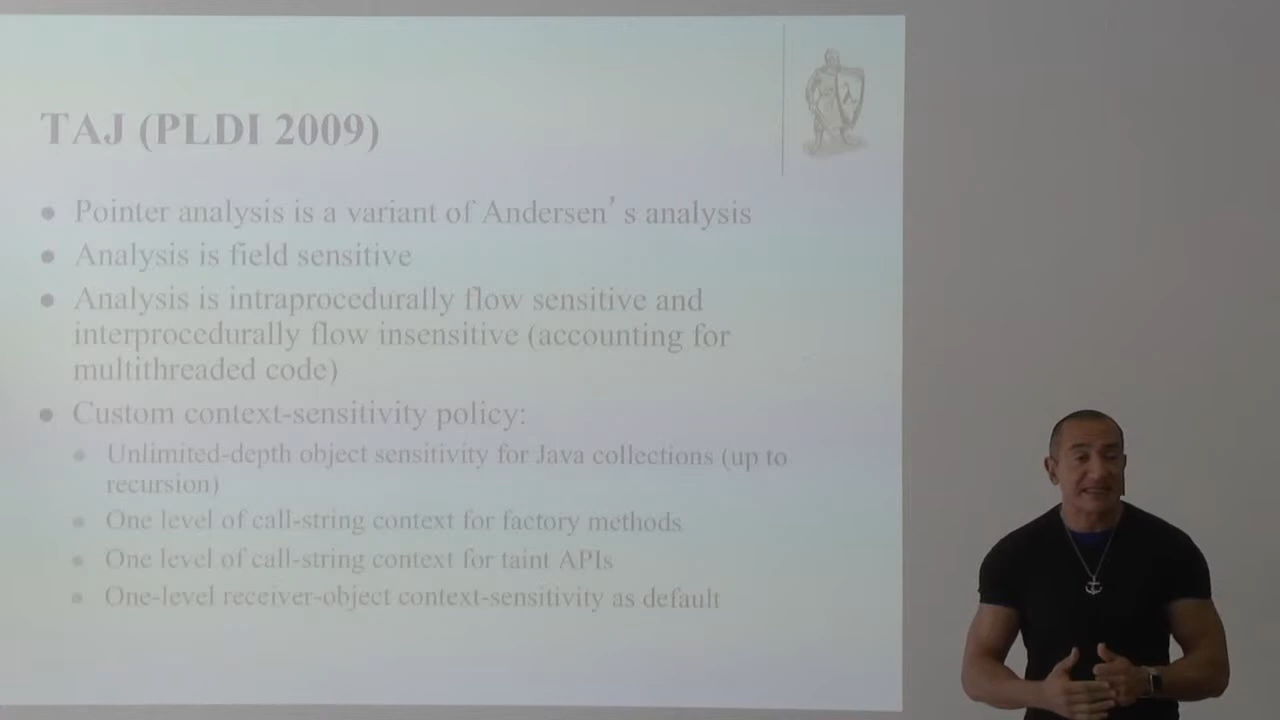 TAJ (PLDI 2009)
λ
● Pointer analysis is a variant of Andersen's analysis
● Analysis is field sensitive
● Analysis is intraprocedurally flow sensitive and
interprocedurally flow insensitive (accounting for
multithreaded code)
● Custom context-sensitivity policy:
● Unlimited-depth object sensitivity for Java collections (up to
recursion)
● One level of call-string context for factory methods
● One level of call-string context for taint APIs
● One-level receiver-object context-sensitivity as default